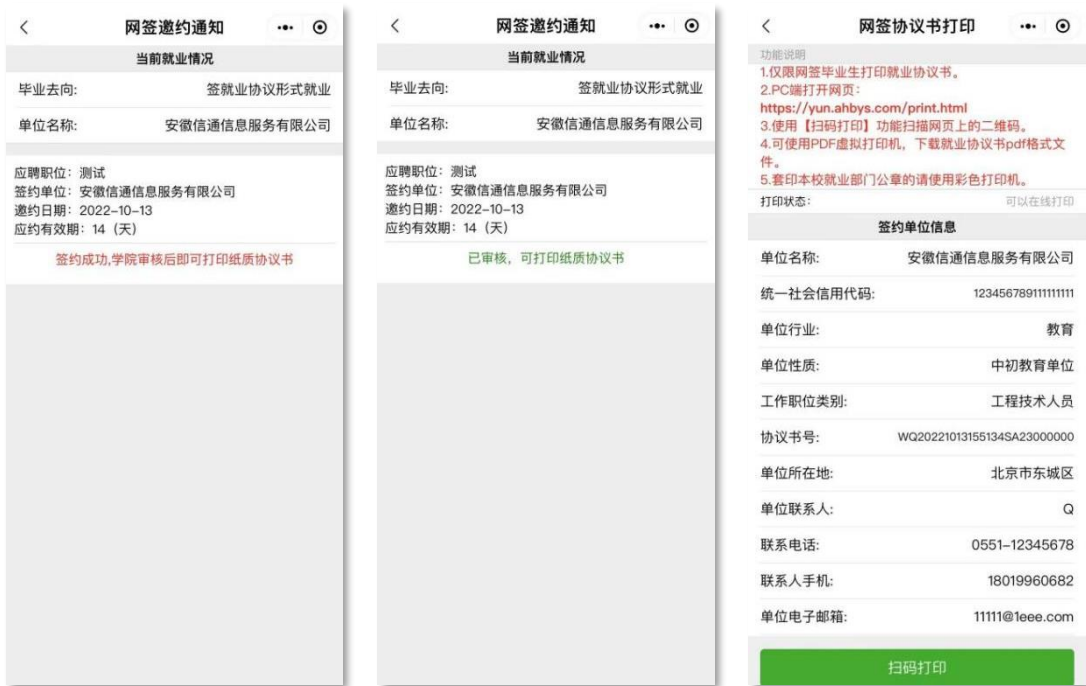 网签邀约通知
当前就业情况
毕业去向: 签就业协议形式就业
单位名称: 安徽信通信息服务有限公司
应聘职位：测试
签约单位：安徽信通信息服务有限公司
邀约日期：2022-10-13
应约有效期：14（天）
签约成功,学院审核后即可打印纸质协议书
网签邀约通知
当前就业情况
毕业去向: 签就业协议形式就业
单位名称: 安徽信通信息服务有限公司
应聘职位：测试
签约单位：安徽信通信息服务有限公司
邀约日期：2022-10-13
应约有效期：14（天）
已审核，可打印纸质协议书
网签协议书打印
功能说明
1.仅限网签毕业生打印就业协议书。
2.PC端打开网页：
https://yun.ahbys.com/print.html
3.使用【扫码打印】功能扫描网页上的二维码。
4.可使用PDF虚拟打印机，下载就业协议书pdf格式文
件。
5.套印本校就业部门公章的请使用彩色打印机。
打印状态: 可以在线打印
签约单位信息
单位名称: 安徽信通信息服务有限公司
统一社会信用代码: 123456789111111111
单位行业: 教育
单位性质: 中初教育单位
工作职位类别: 工程技术人员
协议书号: WQ20221013155134SA23000000
单位所在地: 北京市东城区
单位联系人: Q
联系电话: 0551-12345678
联系人手机: 18019960682
单位电子邮箱: 11111@1eee.com
扫码打印